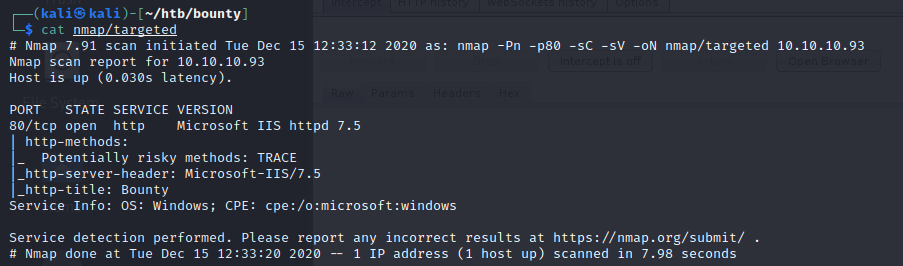 Intercept HTTP history WebSockets history Options
┌──(kali㉿kali)-[~/htb/bounty]
└─$ cat nmap/targeted
# Nmap 7.91 scan initiated Tue Dec 15 12:33:12 2020 as: nmap -Pn -p80 -sC -sV -oN nmap/targeted 10.10.10.93
Intercept is off Open Browser
Nmap scan report for 10.10.10.93
Host is up (0.030s latency).
Raw Params Headers Hex
PORT   STATE SERVICE VERSION
80/tcp open  http    Microsoft IIS httpd 7.5
| http-methods:
|_  Potentially risky methods: TRACE
|_http-server-header: Microsoft-IIS/7.5
|_http-title: Bounty
Service Info: OS: Windows; CPE: cpe:/o:microsoft:windows
Service detection performed. Please report any incorrect results at https://nmap.org/submit/ .
# Nmap done at Tue Dec 15 12:33:20 2020 -- 1 IP address (1 host up) scanned in 7.98 seconds